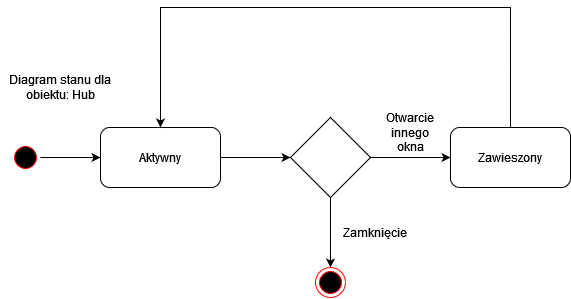 Diagram stanu dla
obiektu: Hub
Aktywny
Otwarcie
innego
okna
Zawieszony
Zamknięcie